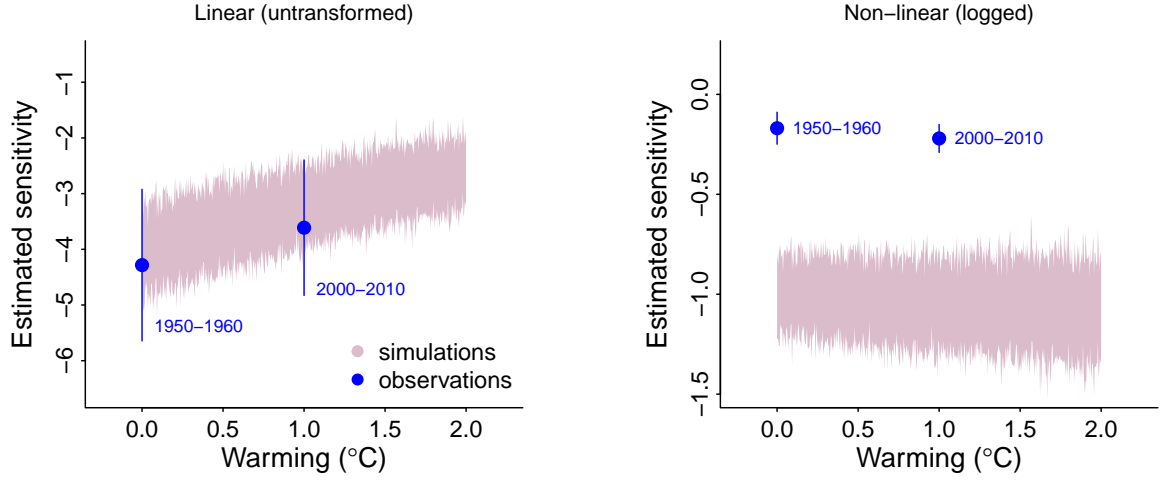 Linear (untransformed)
Estimated sensitivity
−1
−2
−3
−4
−5
−6
1950−1960
2000−2010
simulations
observations
0.0 0.5 1.0 1.5 2.0
Warming (°C)
Non−linear (logged)
Estimated sensitivity
0.0
−0.5
−1.0
−1.5
1950−1960
2000−2010
0.0 0.5 1.0 1.5 2.0
Warming (°C)